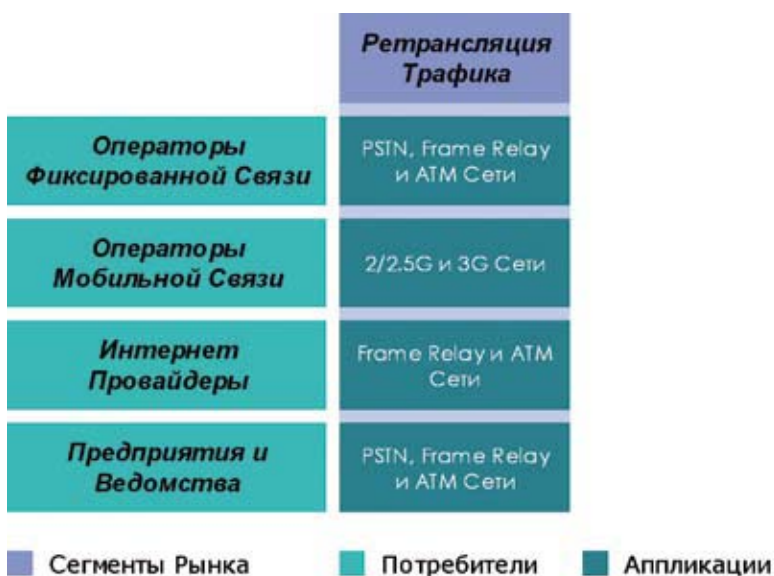 Ретрансляция
Трафика
Операторы
Фиксированной Связи
PSTN, Frame Relay
и ATM Сети
Операторы
Мобильной Связи
2/2.5G и 3G Сети
Интернет
Провайдеры
Frame Relay и ATM
Сети
Предприятия и
Ведомства
PSTN, Frame Relay
и ATM Сети
Сегменты Рынка
Потребители
Аппликации